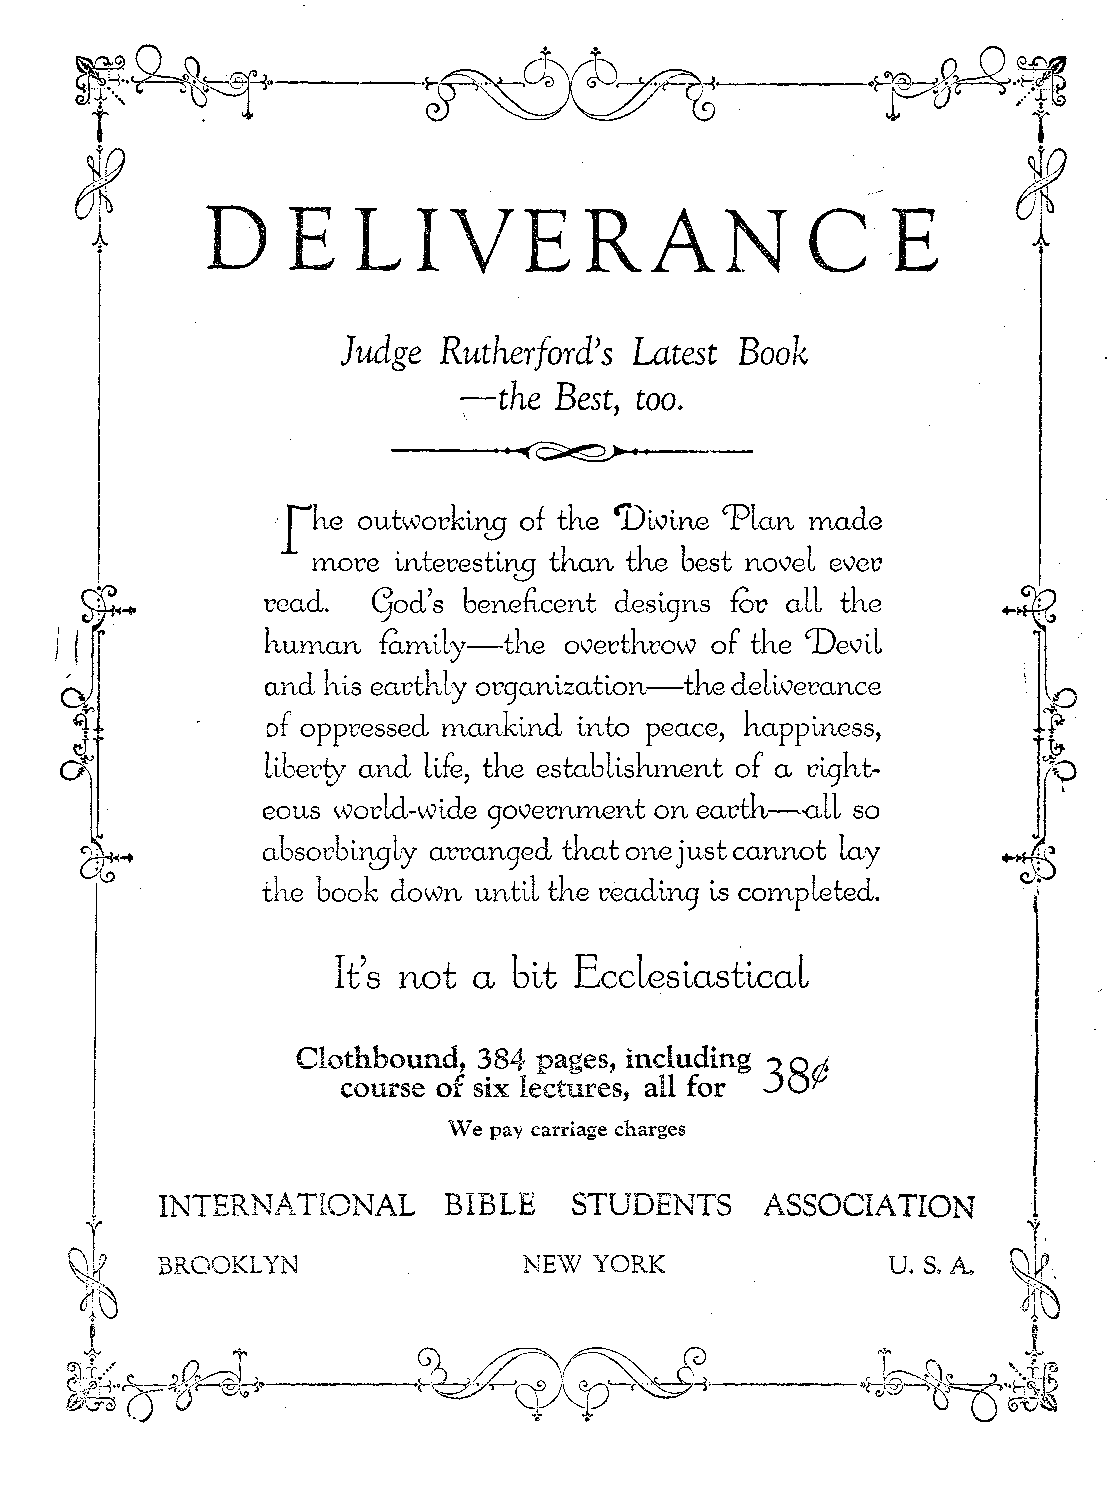 DELIVERANCE
Judge Rutherford's Latest Book
—the Best, too.
The outworking of the Divine Plan made
more interesting than the best novel ever
read. God's beneficent designs for all the
human family—the overthrow of the Devil
and his earthly organization—the deliverance
of oppressed mankind into peace, happiness,
liberty and life, the establishment of a right-
eous world-wide government on earth—all so
absorbingly arranged that one just cannot lay
the book down until the reading is completed.
It's not a bit Ecclesiastical
Clothbound, 384 pages, including
course of six lectures, all for 38¢
We pay carriage charges
INTERNATIONAL BIBLE STUDENTS ASSOCIATION
BROOKLYN NEW YORK U. S. A.